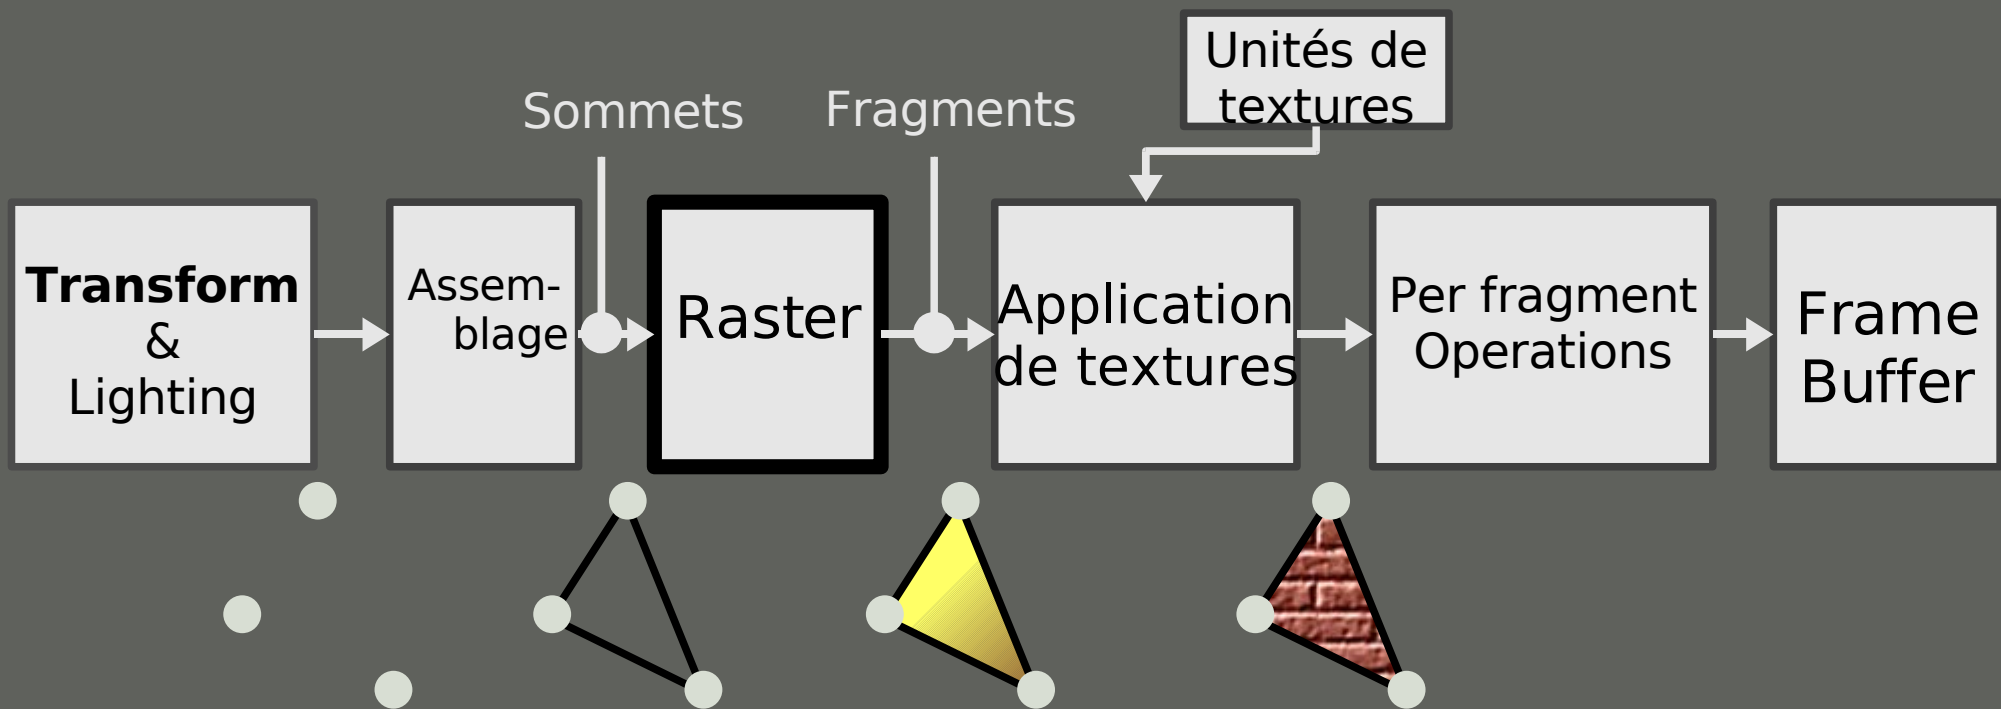 Unités de
textures
Sommets
Fragments
Transform
&
Lighting
Assem-
blage
Raster
Application
de textures
Per fragment
Operations
Frame
Buffer